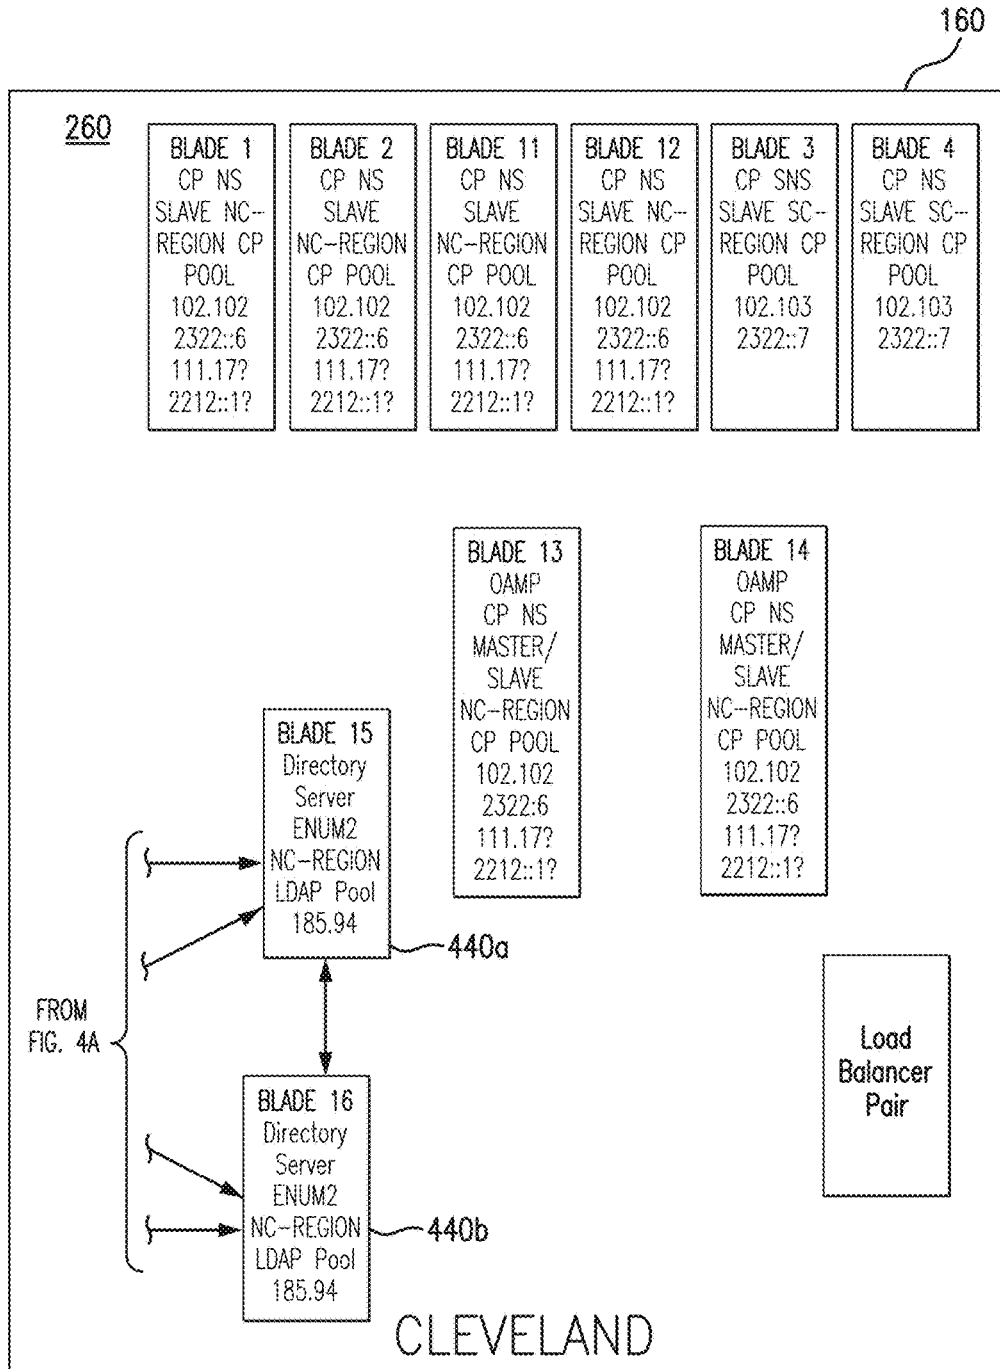 160
260
BLADE 1
CP NS
SLAVE NC-
REGION CP
POOL
102.102
2322::6
111.17?
2212::1?
BLADE 2
CP NS
SLAVE
NC-REGION
CP POOL
102.102
2322::6
111.17?
2212::1?
BLADE 11
CP NS
SLAVE
NC-REGION
CP POOL
102.102
2322::6
111.17?
2212::1?
BLADE 12
CP NS
SLAVE NC-
REGION CP
POOL
102.102
2322::6
111.17?
2212::1?
BLADE 3
CP SNS
SLAVE SC-
REGION CP
POOL
102.103
2322::7
BLADE 4
CP NS
SLAVE SC-
REGION CP
POOL
102.103
2322::7
BLADE 13
OAMP
CP NS
MASTER/
SLAVE
NC-REGION
CP POOL
102.102
2322:6
111.17?
2212::1?
BLADE 14
OAMP
CP NS
MASTER/
SLAVE
NC-REGION
CP POOL
102.102
2322::6
111.17?
2212::1?
BLADE 15
Directory
Server
ENUM2
NC-REGION
LDAP Pool
185.94
440a
FROM
FIG. 4A
BLADE 16
Directory
Server
ENUM2
NC-REGION
LDAP Pool
185.94
440b
Load
Balancer
Pair
CLEVELAND